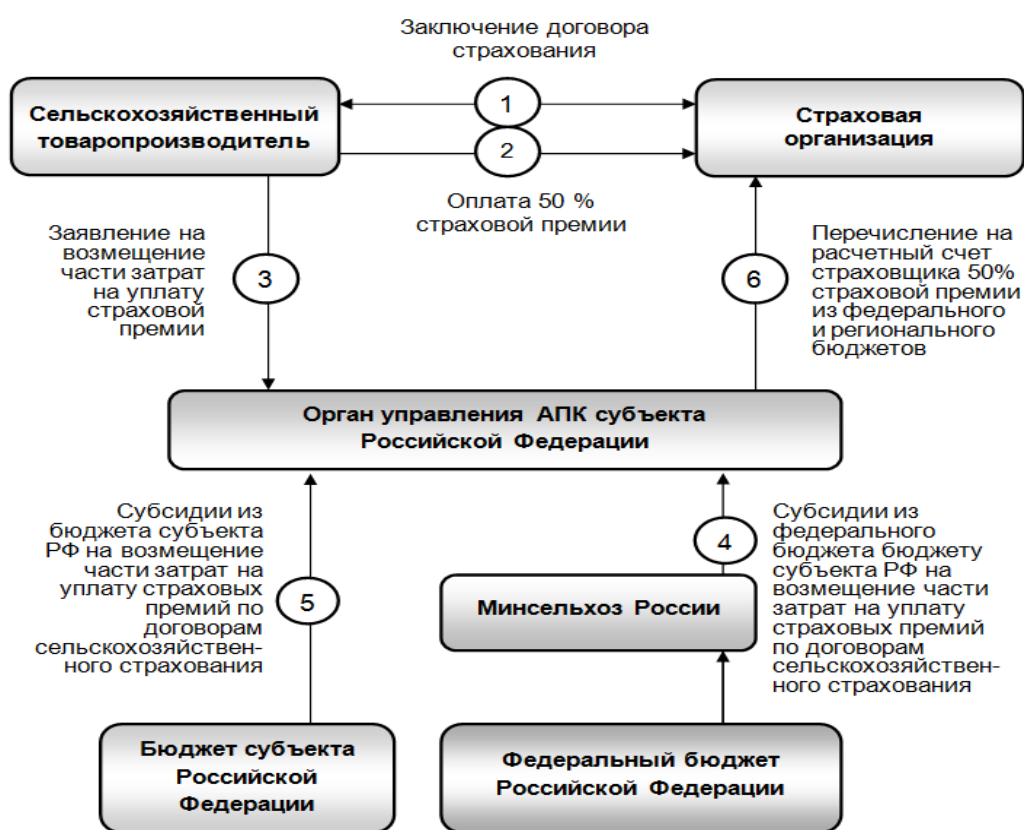 Заключение договора
страхования
Сельскохозяйственный
товаропроизводитель
1
2
Страховая
организация
Оплата 50 %
страховой премии
Заявление на
возмещение
части затрат
на уплату
страховой
премии
3
6
Перечисление на
расчетный счет
страховщика 50%
страховой премии
из федерального
и регионального
бюджетов
Орган управления АПК субъекта
Российской Федерации
Субсидии из
бюджета субъекта
РФ на возмещение
части затрат на
уплату страховых
премий по
договорам
сельскохозяйствен-
ного страхования
5
4
Субсидии из
федерального
бюджета бюджету
субъекта РФ на
возмещение части
затрат на уплату
страховых премий
по договорам
сельскохозяйствен-
ного страхования
Минсельхоз России
Бюджет субъекта
Российской
Федерации
Федеральный бюджет
Российской Федерации